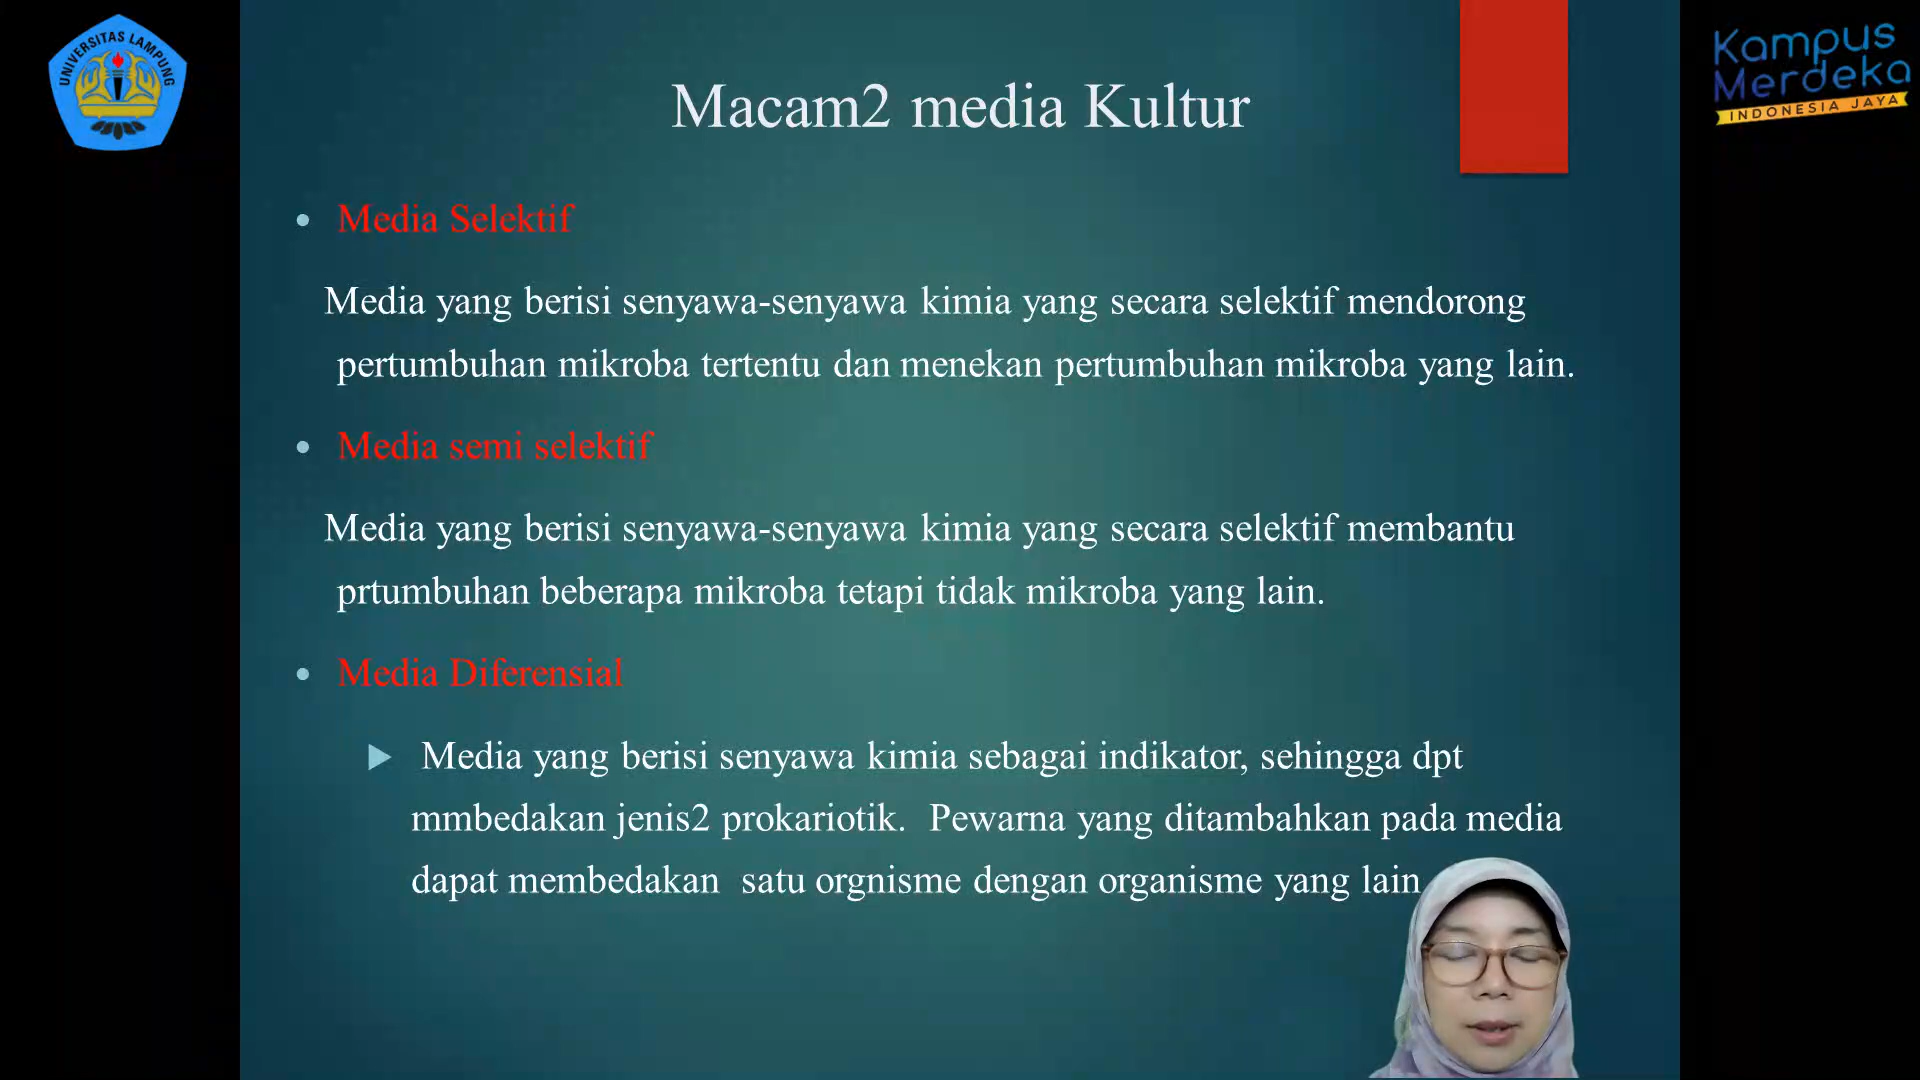 UNIVERSITAS LAMPUNG
Kampus
Merdeka
INDONESIA JAYA
Macam2 media Kultur
• Media Selektif
Media yang berisi senyawa-senyawa kimia yang secara selektif mendorong
pertumbuhan mikroba tertentu dan menekan pertumbuhan mikroba yang lain.
• Media semi selektif
Media yang berisi senyawa-senyawa kimia yang secara selektif membantu
prtumbuhan beberapa mikroba tetapi tidak mikroba yang lain.
• Media Diferensial
Media yang berisi senyawa kimia sebagai indikator, sehingga dpt
mmbedakan jenis2 prokariotik.  Pewarna yang ditambahkan pada media
dapat membedakan  satu orgnisme dengan organisme yang lain